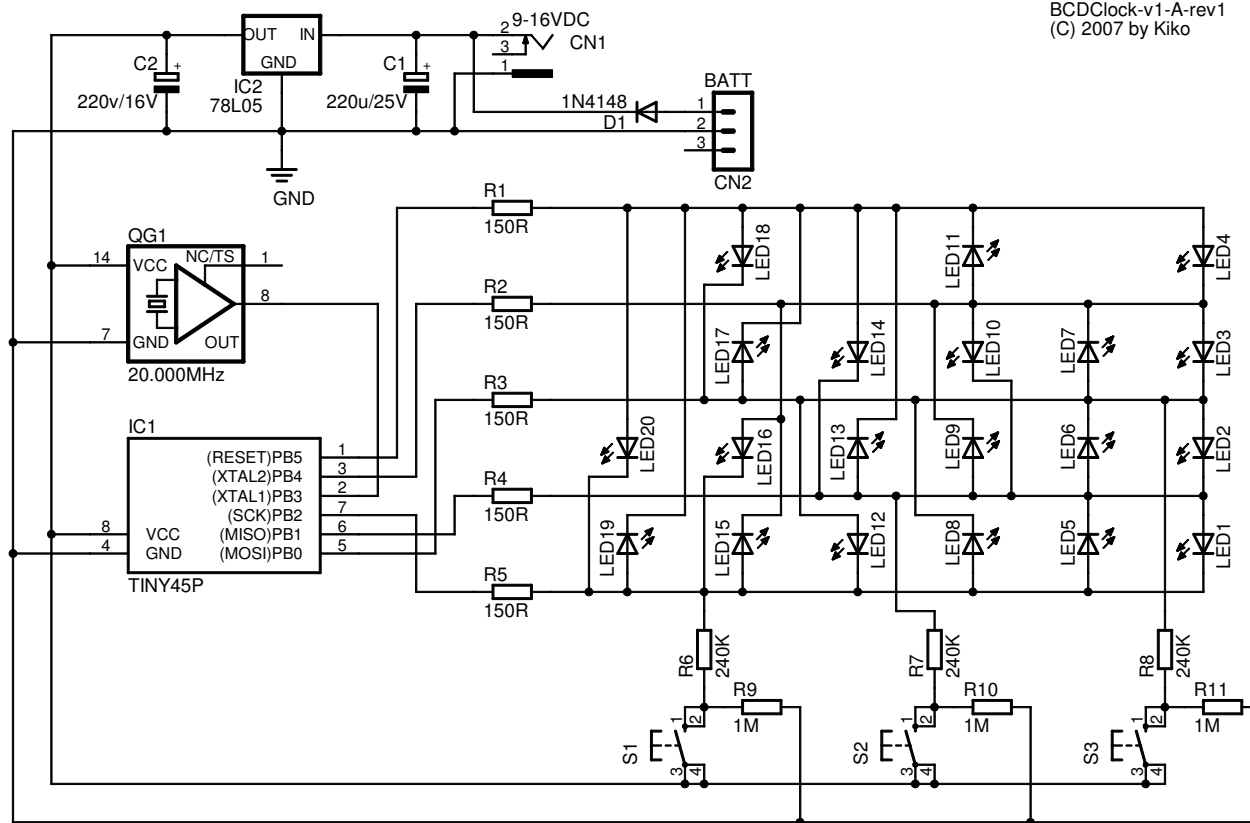 BCDClock-v1-A-rev1
(C) 2007 by Kiko
9-16VDC
2
3
1
CN1
OUT IN
GND
IC2
78L05
C2
+
220v/16V
C1
+
220u/25V
1N4148
D1
BATT
1
2
3
CN2
GND
QG1
NC/TS
14
VCC
1
8
7
GND
OUT
20.000MHz
R1
150R
R2
150R
R3
150R
R4
150R
R5
150R
LED18
LED11
LED4
LED17
LED14
LED10
LED7
LED3
LED20
LED16
LED13
LED9
LED6
LED2
LED19
LED15
LED12
LED8
LED5
LED1
IC1
(RESET)PB5
1
(XTAL2)PB4
3
(XTAL1)PB3
2
(SCK)PB2
7
(MISO)PB1
6
(MOSI)PB0
5
8
VCC
4
GND
TINY45P
R6
240K
R7
240K
R8
240K
R9
1M
R10
1M
R11
1M
S1
1
2
3
4
S2
1
2
3
4
S3
1
2
3
4